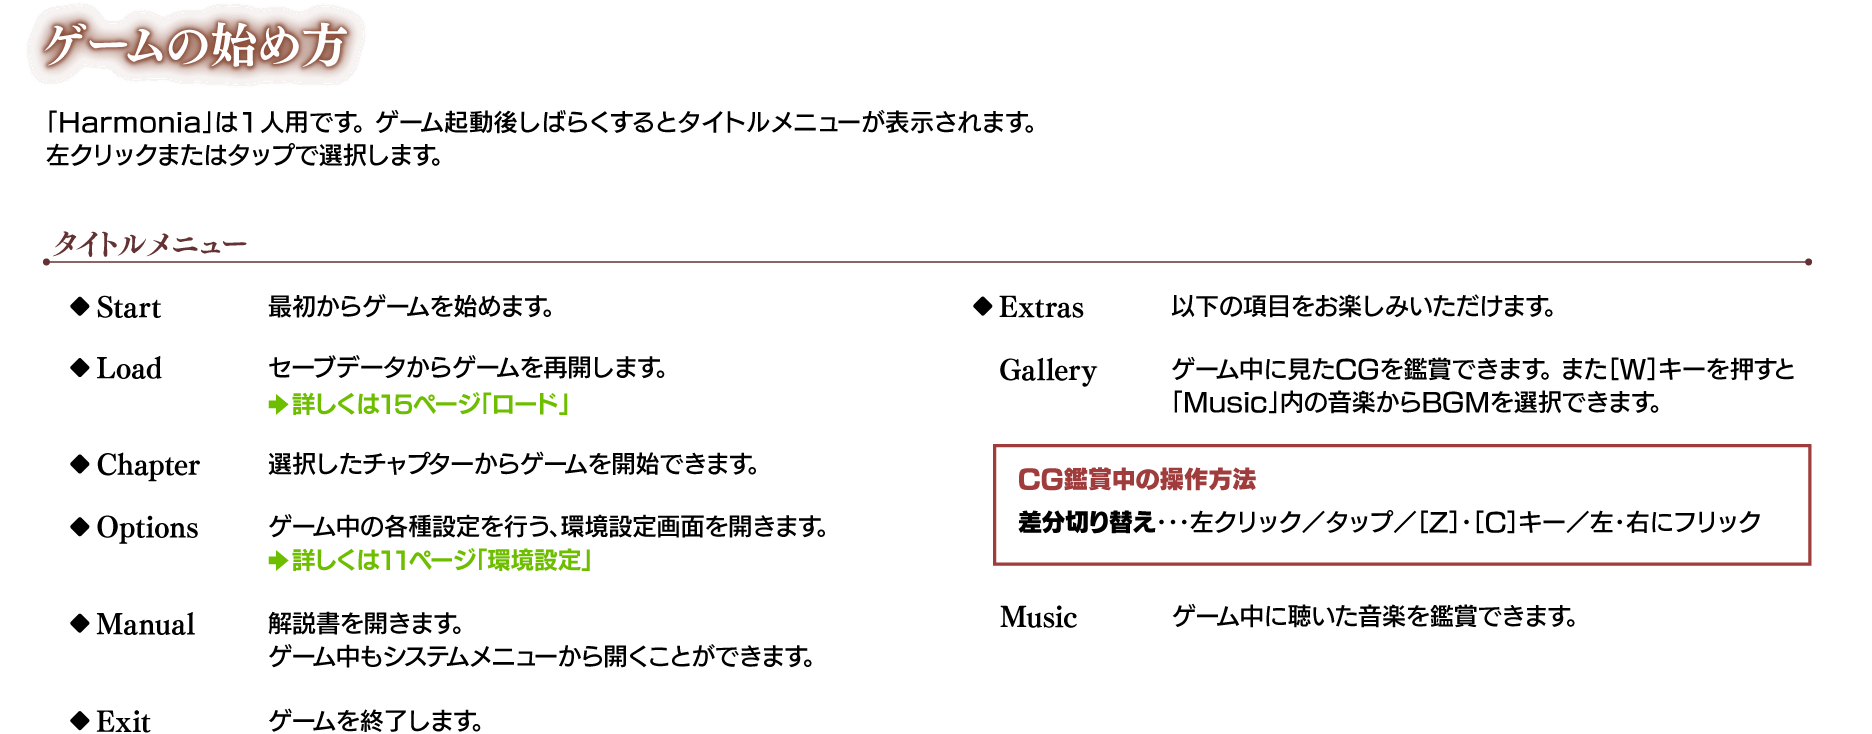 ゲームの始め方
「Harmonia」は1人用です。ゲーム起動後しばらくするとタイトルメニューが表示されます。
左クリックまたはタップで選択します。
タイトルメニュー
◆ Start 最初からゲームを始めます。
◆ Load セーブデータからゲームを再開します。
➡詳しくは15ページ「ロード」
◆ Chapter 選択したチャプターからゲームを開始できます。
◆ Options ゲーム中の各種設定を行う、環境設定画面を開きます。
➡詳しくは11ページ「環境設定」
◆ Manual 解説書を開きます。
ゲーム中もシステムメニューから開くことができます。
◆ Exit ゲームを終了します。
◆ Extras 以下の項目をお楽しみいただけます。
Gallery ゲーム中に見たCGを鑑賞できます。また[W]キーを押すと
「Music」内の音楽からBGMを選択できます。
CG鑑賞中の操作方法
差分切り替え・・・左クリック／タップ／[Z]・[C]キー／左・右にフリック
Music ゲーム中に聴いた音楽を鑑賞できます。